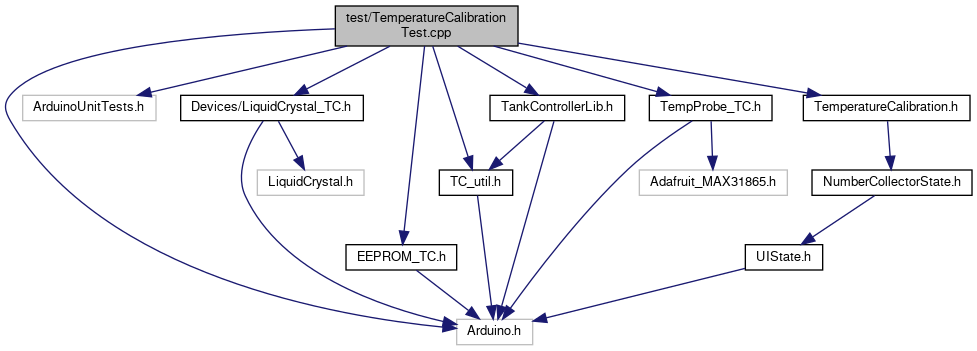 test/TemperatureCalibration
Test.cpp
ArduinoUnitTests.h
Devices/LiquidCrystal_TC.h
TankControllerLib.h
TempProbe_TC.h
TemperatureCalibration.h
LiquidCrystal.h
TC_util.h
Adafruit_MAX31865.h
NumberCollectorState.h
EEPROM_TC.h
UIState.h
Arduino.h